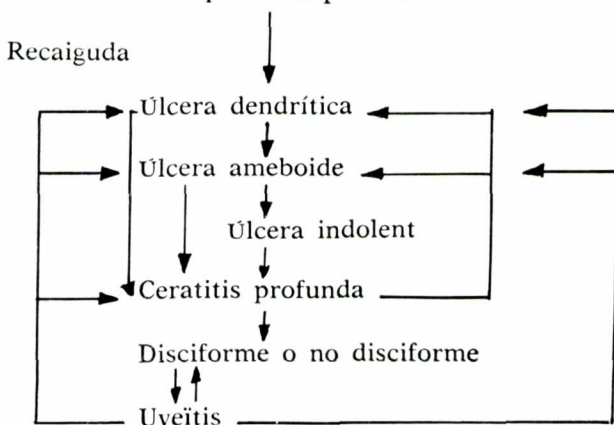 Recaiguda
Úlcera dendrítica
Úlcera ameboide
Úlcera indolent
Ceratitis profunda
Disciforme o no disciforme
Uveïtis